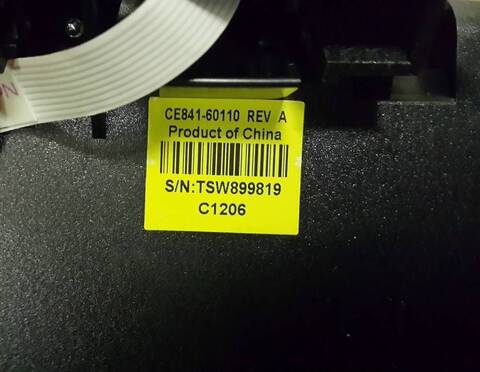 CE841-60110 REV A
Product of China
S/N:TSW899819
C1206